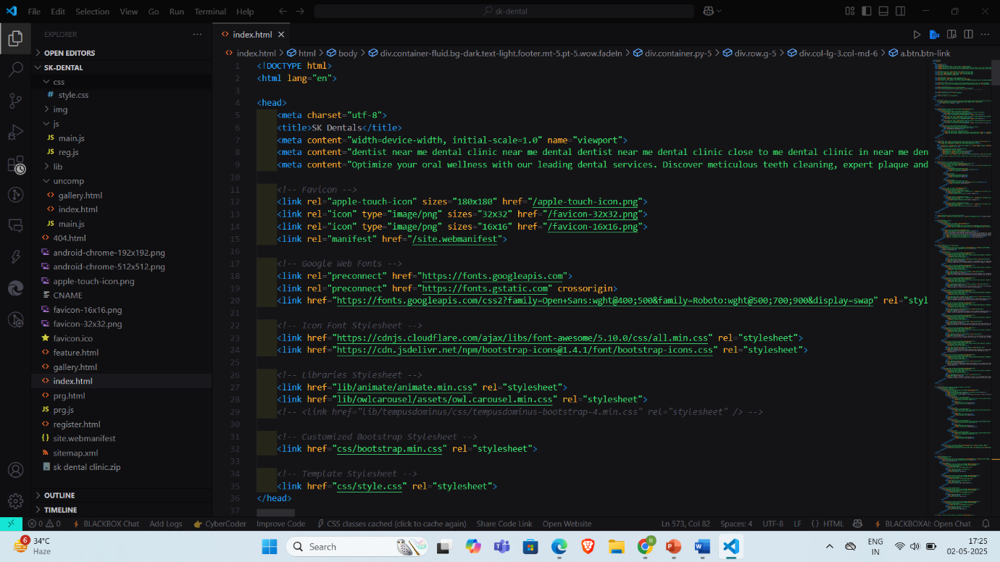 File Edit Selection View Go Run Terminal Help
sk-dental
EXPLORER
OPEN EDITORS
SK-DENTAL
css
# style.css
img
js
JS main.js
JS reg.js
lib
uncomp
<> gallery.html
<> index.html
JS main.js
<> 404.html
android-chrome-192x192.png
android-chrome-512x512.png
apple-touch-icon.png
CNAME
favicon-16x16.png
favicon-32x32.png
favicon.ico
<> feature.html
<> gallery.html
<> index.html
<> prg.html
JS prg.js
<> register.html
{} site.webmanifest
sitemap.xml
sk dental clinic.zip
OUTLINE
TIMELINE
<> index.html
<> index.html > html > body > div.container-fluid.bg-dark.text-light.footer.mt-5.pt-5.wow.fadeIn > div.container.py-5 > div.row.g-5 > div.col-lg-3.col-md-6 > a.btn.btn-link
1 <!DOCTYPE html>
2 <html lang="en">
3
4 <head>
5 <meta charset="utf-8">
6 <title>SK Dentals</title>
7 <meta content="width=device-width, initial-scale=1.0" name="viewport">
8 <meta content="dentist near me dental clinic near me dental dentist near me dental clinic close to me dental clinic in near me den
9 <meta content="Optimize your oral wellness with our leading dental services. Discover meticulous teeth cleaning, expert plaque and
10
11 <!-- Favicon -->
12 <link rel="apple-touch-icon" sizes="180x180" href="/apple-touch-icon.png">
13 <link rel="icon" type="image/png" sizes="32x32" href="/favicon-32x32.png">
14 <link rel="icon" type="image/png" sizes="16x16" href="/favicon-16x16.png">
15 <link rel="manifest" href="/site.webmanifest">
16
17 <!-- Google Web Fonts -->
18 <link rel="preconnect" href="https://fonts.googleapis.com">
19 <link rel="preconnect" href="https://fonts.gstatic.com" crossorigin>
20 <link href="https://fonts.googleapis.com/css2?family=Open+Sans:wght@400;500&family=Roboto:wght@500;700;900&display=swap" rel="styl
21
22 <!-- Icon Font Stylesheet -->
23 <link href="https://cdnjs.cloudflare.com/ajax/libs/font-awesome/5.10.0/css/all.min.css" rel="stylesheet">
24 <link href="https://cdn.jsdelivr.net/npm/bootstrap-icons@1.4.1/font/bootstrap-icons.css" rel="stylesheet">
25
26 <!-- Libraries Stylesheet -->
27 <link href="lib/animate/animate.min.css" rel="stylesheet">
28 <link href="lib/owlcarousel/assets/owl.carousel.min.css" rel="stylesheet">
29 <!-- <link href="lib/tempusdominus/css/tempusdominus-bootstrap-4.min.css" rel="stylesheet" /> -->
30
31 <!-- Customized Bootstrap Stylesheet -->
32 <link href="css/bootstrap.min.css" rel="stylesheet">
33
34 <!-- Template Stylesheet -->
35 <link href="css/style.css" rel="stylesheet">
36 </head>
37
0 0 BLACKBOX Chat Add Logs CyberCoder Improve Code CSS classes cached (click to cache again) Share Code Link Open Website Ln 573, Col 82 Spaces: 4 UTF-8 LF {} HTML BLACKBOXAI: Open Chat
6 34°C
Haze
Search
ENG
IN
17:25
02-05-2025